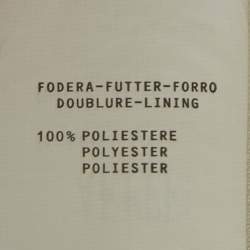 FODERA-FUTTER-FORRO
DOUBLURE-LINING
100% POLIESTERE
POLYESTER
POLIESTER